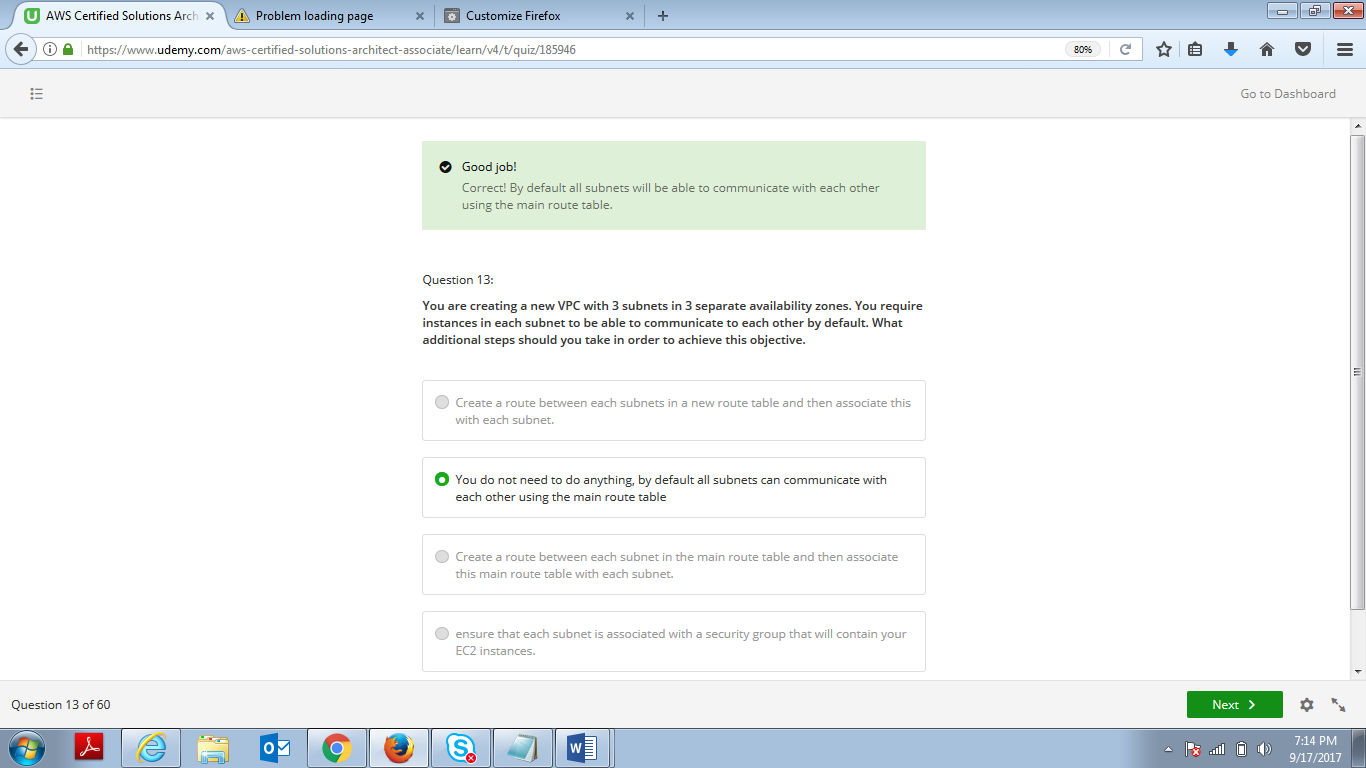 AWS Certified Solutions Arch
Problem loading page
Customize Firefox
https://www.udemy.com/aws-certified-solutions-architect-associate/learn/v4/t/quiz/185946
80%
Go to Dashboard
Good job!
Correct! By default all subnets will be able to communicate with each other
using the main route table.
Question 13:
You are creating a new VPC with 3 subnets in 3 separate availability zones. You require
instances in each subnet to be able to communicate to each other by default. What
additional steps should you take in order to achieve this objective.
Create a route between each subnets in a new route table and then associate this
with each subnet.
You do not need to do anything, by default all subnets can communicate with
each other using the main route table
Create a route between each subnet in the main route table and then associate
this main route table with each subnet.
ensure that each subnet is associated with a security group that will contain your
EC2 instances.
Question 13 of 60
Next
7:14 PM
9/17/2017